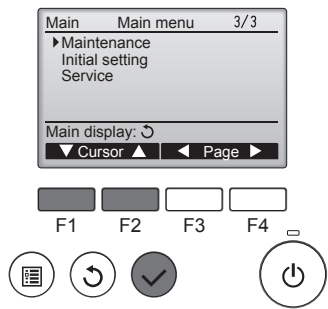 Main Main menu 3/3
Maintenance
Initial setting
Service
Main display:
Cursor Page
F1 F2 F3 F4